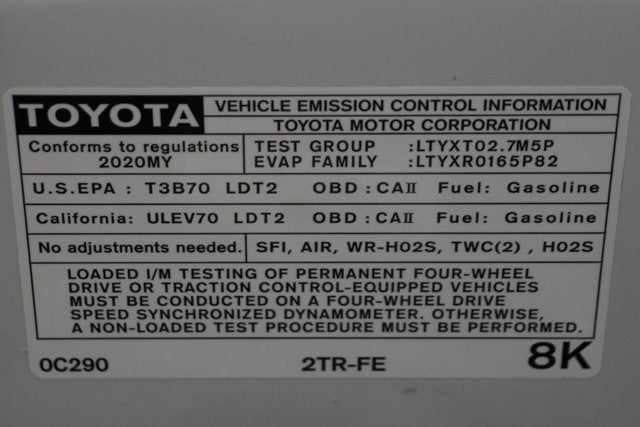 TOYOTA
VEHICLE EMISSION CONTROL INFORMATION
TOYOTA MOTOR CORPORATION
Conforms to regulations
2020MY
TEST GROUP :LTYXT02.7M5P
EVAP FAMILY :LTYXR0165P82
U.S.EPA : T3B70 LDT2 OBD : CAII Fuel: Gasoline
California: ULEV70 LDT2 OBD : CAII Fuel: Gasoline
No adjustments needed. SFI, AIR, WR-HO2S, TWC(2) , HO2S
LOADED I/M TESTING OF PERMANENT FOUR-WHEEL
DRIVE OR TRACTION CONTROL-EQUIPPED VEHICLES
MUST BE CONDUCTED ON A FOUR-WHEEL DRIVE
SPEED SYNCHRONIZED DYNAMOMETER. OTHERWISE,
A NON-LOADED TEST PROCEDURE MUST BE PERFORMED.
0C290 2TR-FE 8K